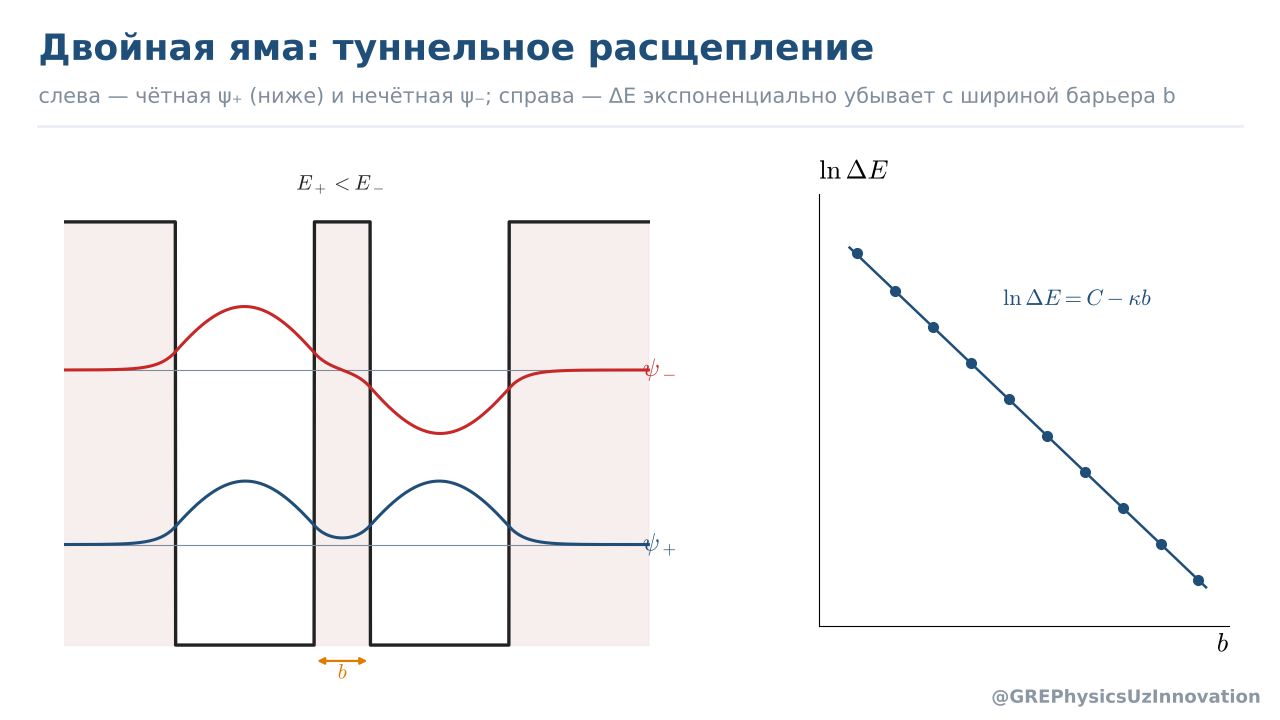 Двойная яма: туннельное расщепление
слева — чётная ψ₊ (ниже) и нечётная ψ₋; справа — ΔE экспоненциально убывает с шириной барьера b
E₊ < E₋
ψ₋
ψ₊
b
ln ΔE
ln ΔE = C − κb
b
@GREPhysicsUzInnovation